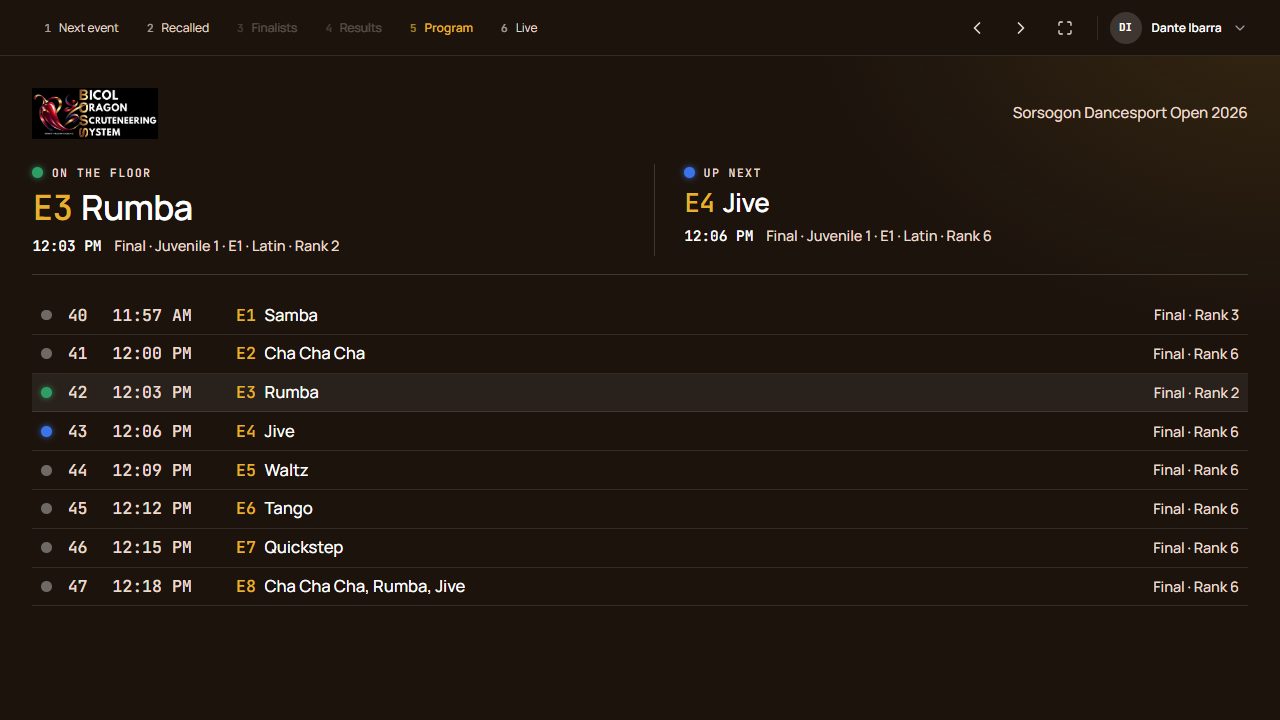 1 Next event 2 Recalled 3 Finalists 4 Results 5 Program 6 Live DI Dante Ibarra
BICOL
DRAGON
SCRUTENEERING
SYSTEM
Sorsogon Dancesport Open 2026
ON THE FLOOR
E3 Rumba
12:03 PM Final · Juvenile 1 · E1 · Latin · Rank 2
UP NEXT
E4 Jive
12:06 PM Final · Juvenile 1 · E1 · Latin · Rank 6
40 11:57 AM E1 Samba Final · Rank 3
41 12:00 PM E2 Cha Cha Cha Final · Rank 6
42 12:03 PM E3 Rumba Final · Rank 2
43 12:06 PM E4 Jive Final · Rank 6
44 12:09 PM E5 Waltz Final · Rank 6
45 12:12 PM E6 Tango Final · Rank 6
46 12:15 PM E7 Quickstep Final · Rank 6
47 12:18 PM E8 Cha Cha Cha, Rumba, Jive Final · Rank 6